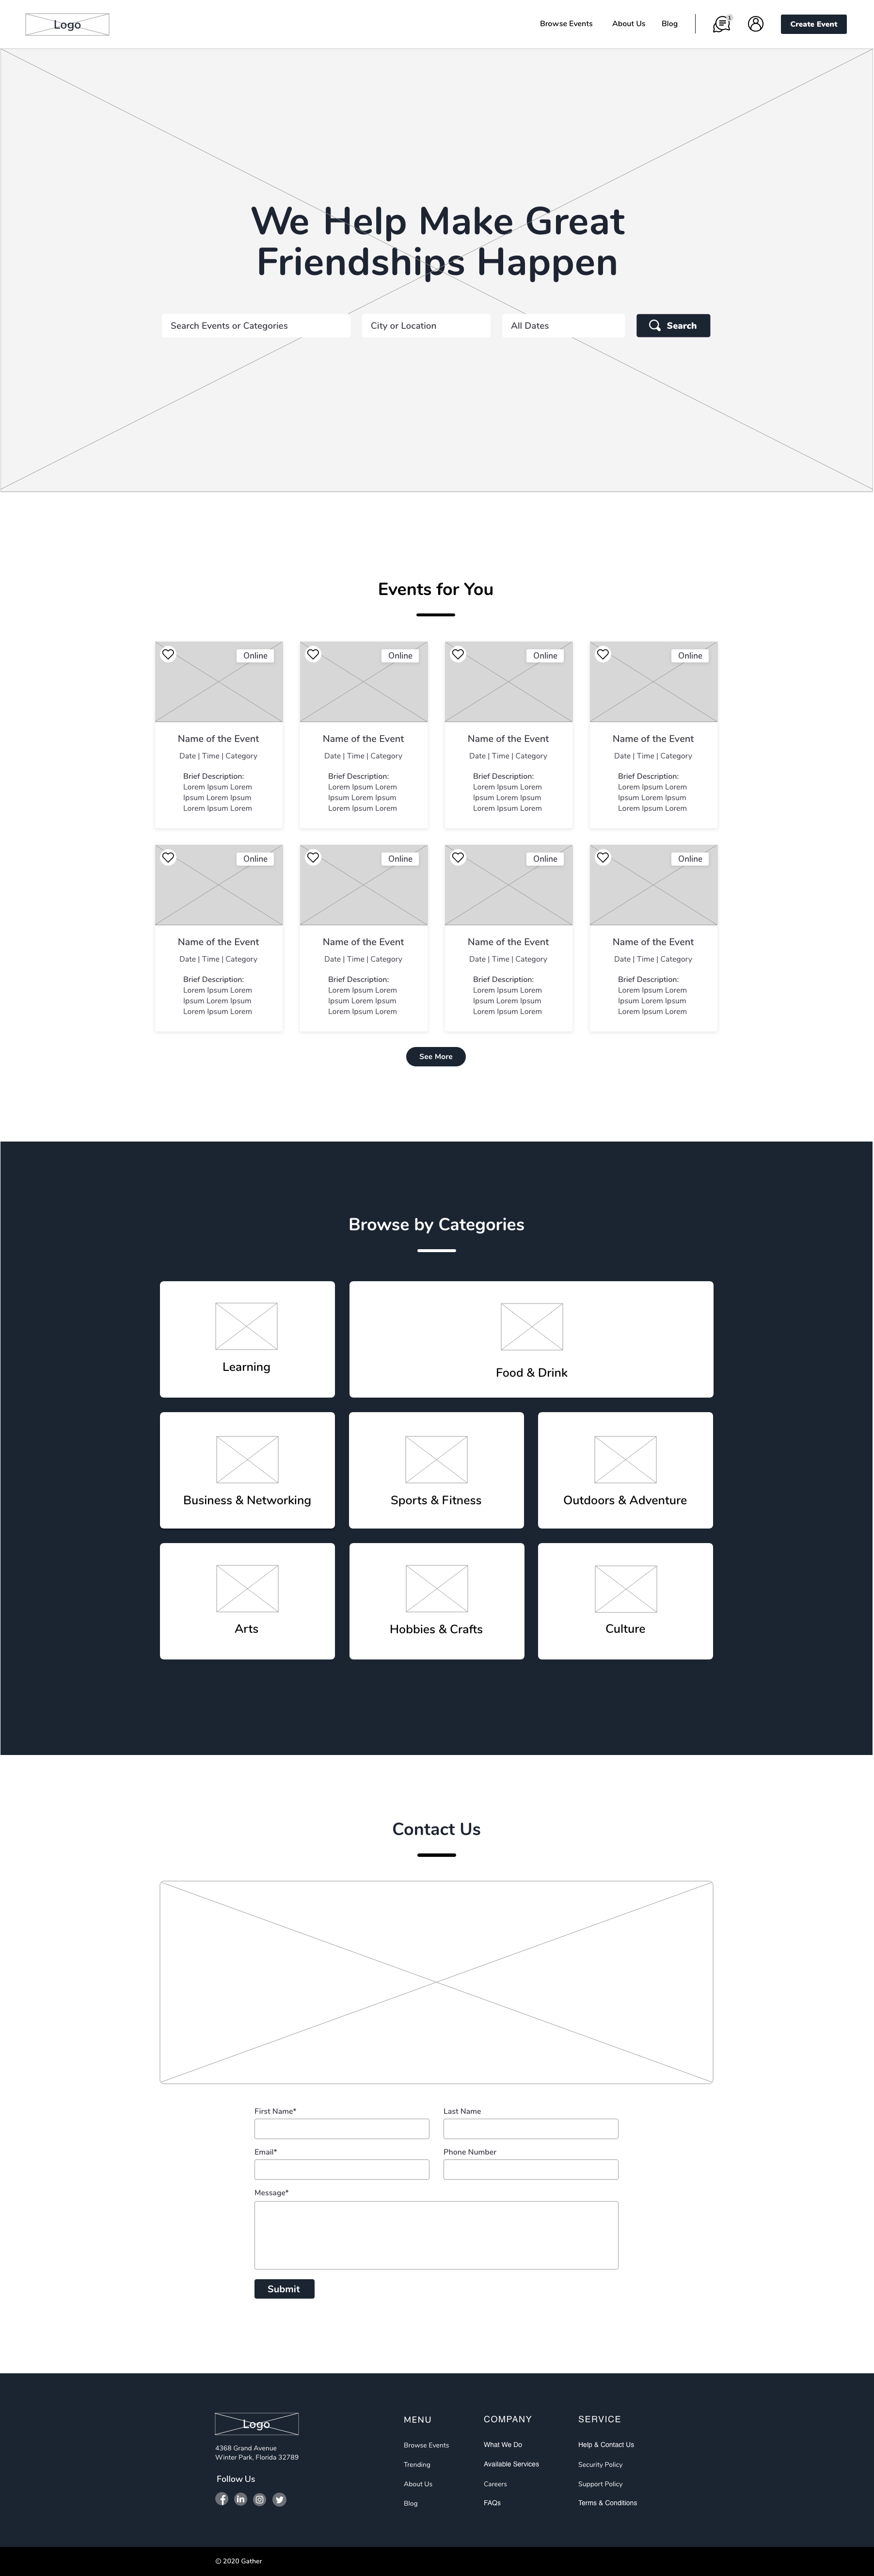 Logo
Browse Events
About Us
Blog
1
Create Event
We Help Make Great
Friendships Happen
Search Events or Categories
City or Location
All Dates
Search
Events for You
Online
Online
Online
Online
Name of the Event
Date | Time | Category
Brief Description:
Lorem Ipsum Lorem
Ipsum Lorem Ipsum
Lorem Ipsum Lorem
Name of the Event
Date | Time | Category
Brief Description:
Lorem Ipsum Lorem
Ipsum Lorem Ipsum
Lorem Ipsum Lorem
Name of the Event
Date | Time | Category
Brief Description:
Lorem Ipsum Lorem
Ipsum Lorem Ipsum
Lorem Ipsum Lorem
Name of the Event
Date | Time | Category
Brief Description:
Lorem Ipsum Lorem
Ipsum Lorem Ipsum
Lorem Ipsum Lorem
Online
Online
Online
Online
Name of the Event
Date | Time | Category
Brief Description:
Lorem Ipsum Lorem
Ipsum Lorem Ipsum
Lorem Ipsum Lorem
Name of the Event
Date | Time | Category
Brief Description:
Lorem Ipsum Lorem
Ipsum Lorem Ipsum
Lorem Ipsum Lorem
Name of the Event
Date | Time | Category
Brief Description:
Lorem Ipsum Lorem
Ipsum Lorem Ipsum
Lorem Ipsum Lorem
Name of the Event
Date | Time | Category
Brief Description:
Lorem Ipsum Lorem
Ipsum Lorem Ipsum
Lorem Ipsum Lorem
See More
Browse by Categories
Learning
Food & Drink
Business & Networking
Sports & Fitness
Outdoors & Adventure
Arts
Hobbies & Crafts
Culture
Contact Us
First Name*
Last Name
Email*
Phone Number
Message*
Submit
Logo
4368 Grand Avenue
Winter Park, Florida 32789
Follow Us
f
in
MENU
Browse Events
Trending
About Us
Blog
COMPANY
What We Do
Available Services
Careers
FAQs
SERVICE
Help & Contact Us
Security Policy
Support Policy
Terms & Conditions
© 2020 Gather